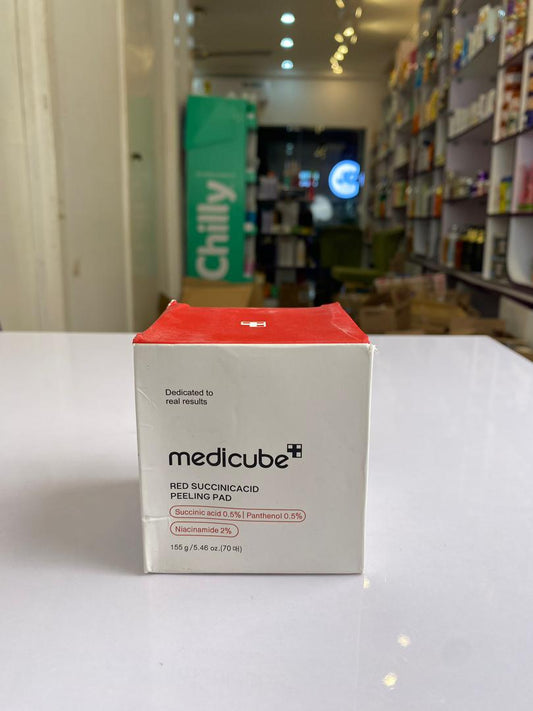 Chilly
Dedicated to
real results
medicube
RED SUCCINICACID
PEELING PAD
Succinic acid 0.5% | Panthenol 0.5%
Niacinamide 2%
155 g / 5.46 oz.(70 매)